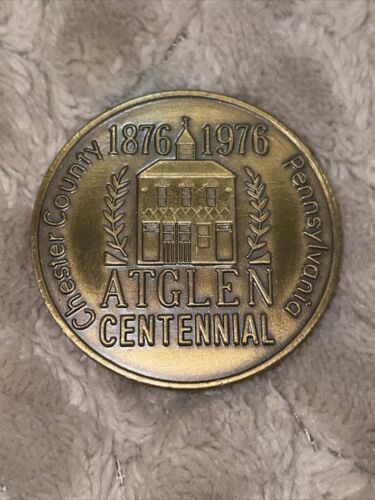 1876 1976
Chester County
Pennsylvania
ATGLEN
CENTENNIAL